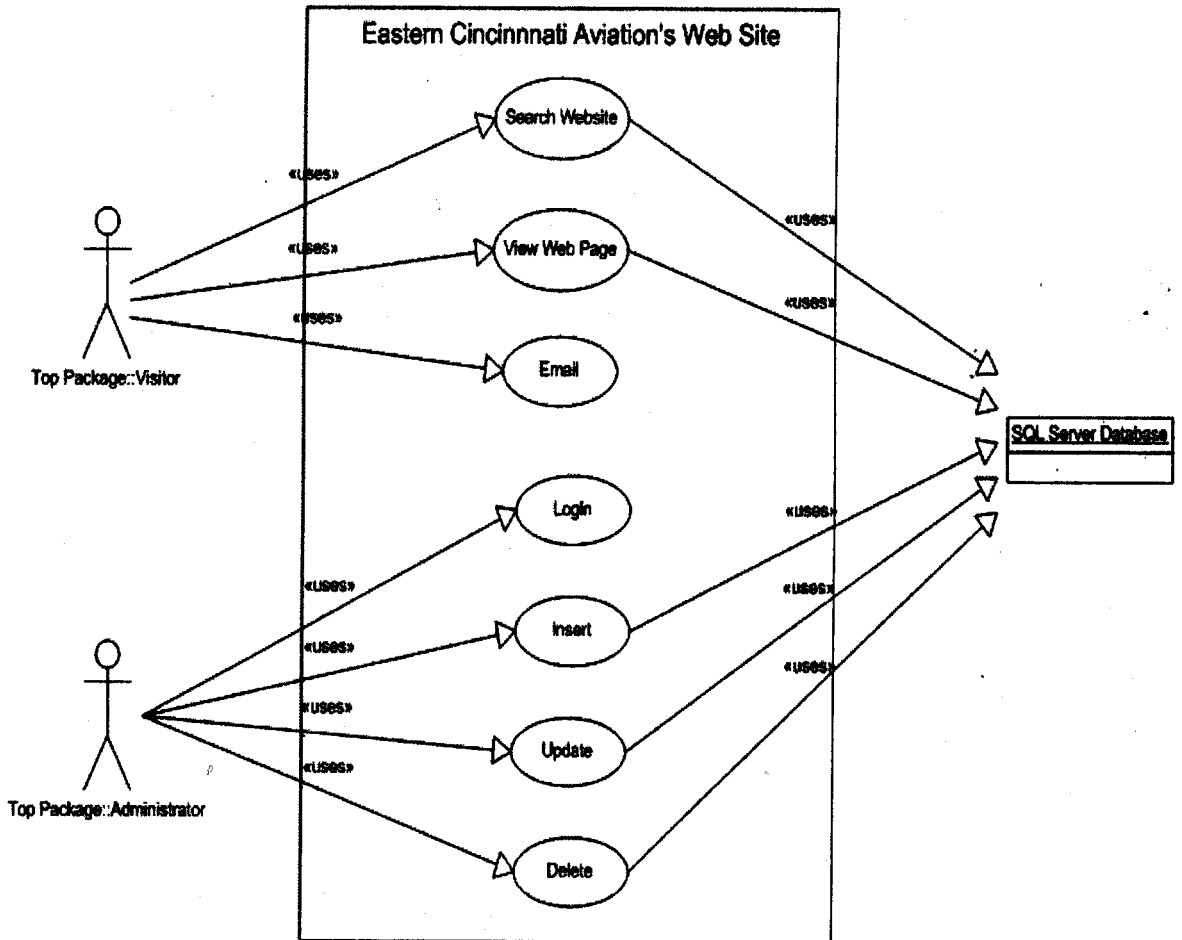 Eastern Cincinnnati Aviation's Web Site
Search Website
«uses»
«uses»
«uses»
View Web Page
«uses»
«uses»
Email
Top Package::Visitor
SQL Server Database
Login
«uses»
«uses»
«uses»
Insert
«uses»
«uses»
«uses»
Update
«uses»
Top Package::Administrator
Delete